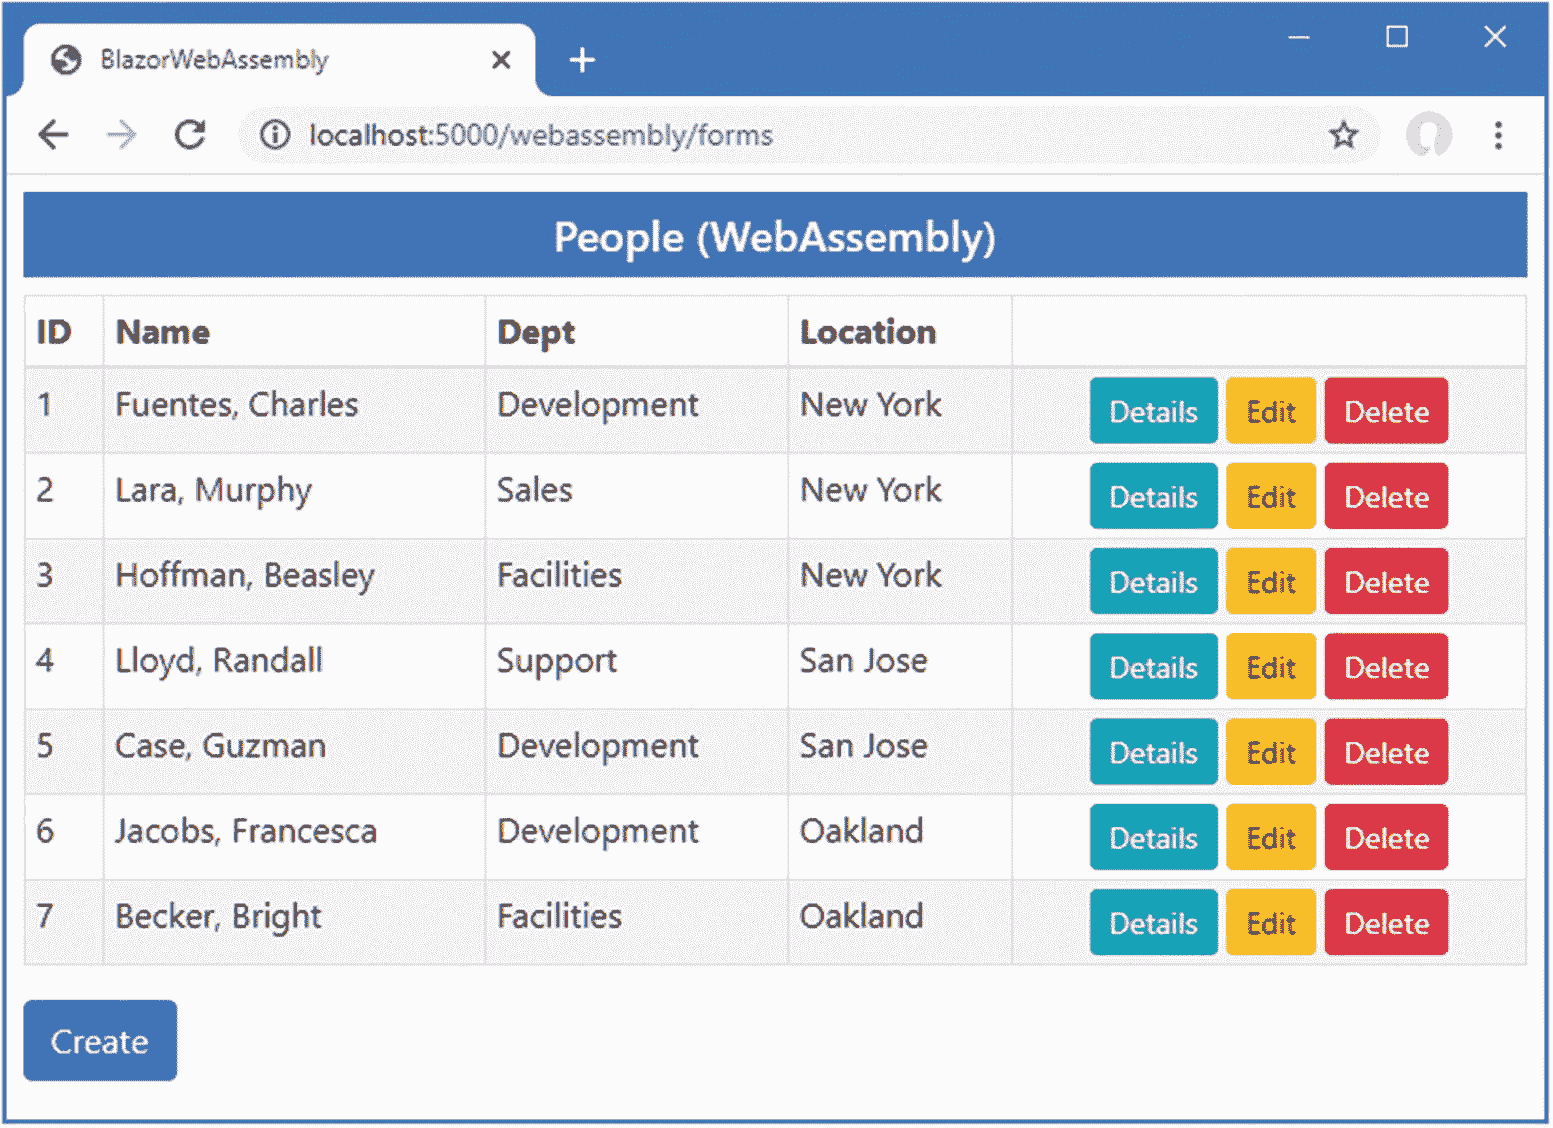 BlazorWebAssembly
localhost:5000/webassembly/forms
People (WebAssembly)
ID Name Dept Location
1 Fuentes, Charles Development New York Details Edit Delete
2 Lara, Murphy Sales New York Details Edit Delete
3 Hoffman, Beasley Facilities New York Details Edit Delete
4 Lloyd, Randall Support San Jose Details Edit Delete
5 Case, Guzman Development San Jose Details Edit Delete
6 Jacobs, Francesca Development Oakland Details Edit Delete
7 Becker, Bright Facilities Oakland Details Edit Delete
Create